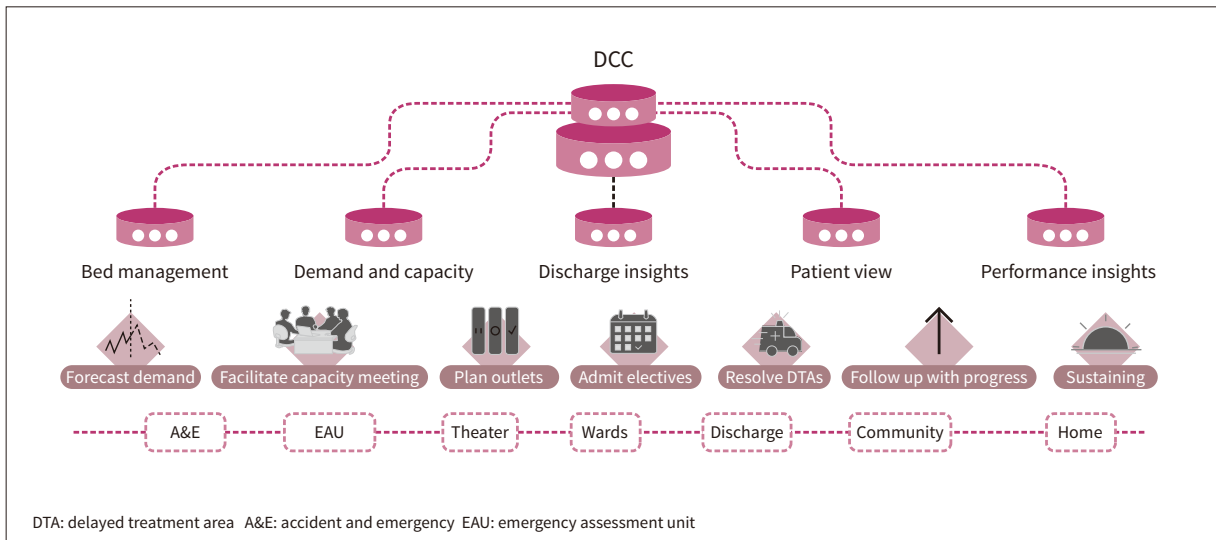 DCC
Bed management
Demand and capacity
Discharge insights
Patient view
Performance insights
Forecast demand
Facilitate capacity meeting
Plan outlets
Admit electives
Resolve DTAs
Follow up with progress
Sustaining
A&E
EAU
Theater
Wards
Discharge
Community
Home
DTA: delayed treatment area A&E: accident and emergency EAU: emergency assessment unit